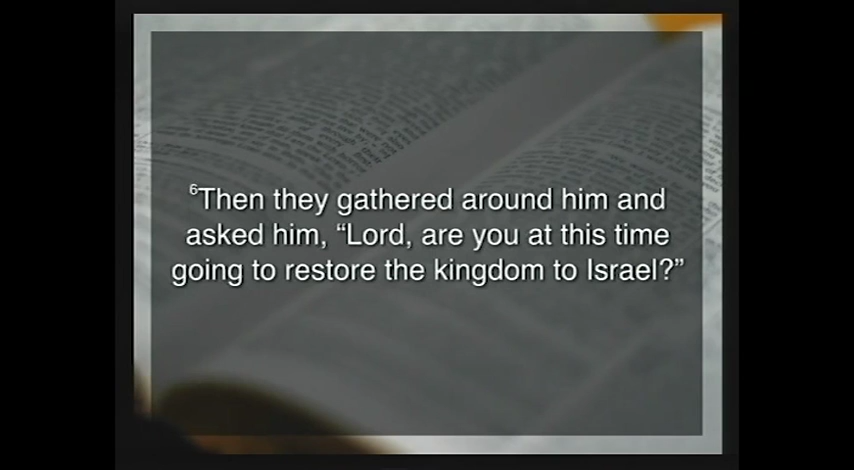 ⁶Then they gathered around him and
asked him, “Lord, are you at this time
going to restore the kingdom to Israel?”